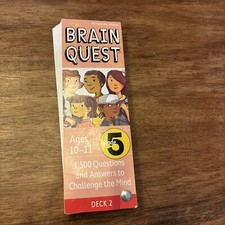 BRAIN
QUEST
Ages
10-11
5
1,500 Questions
and Answers to
Challenge the Mind
DECK 2